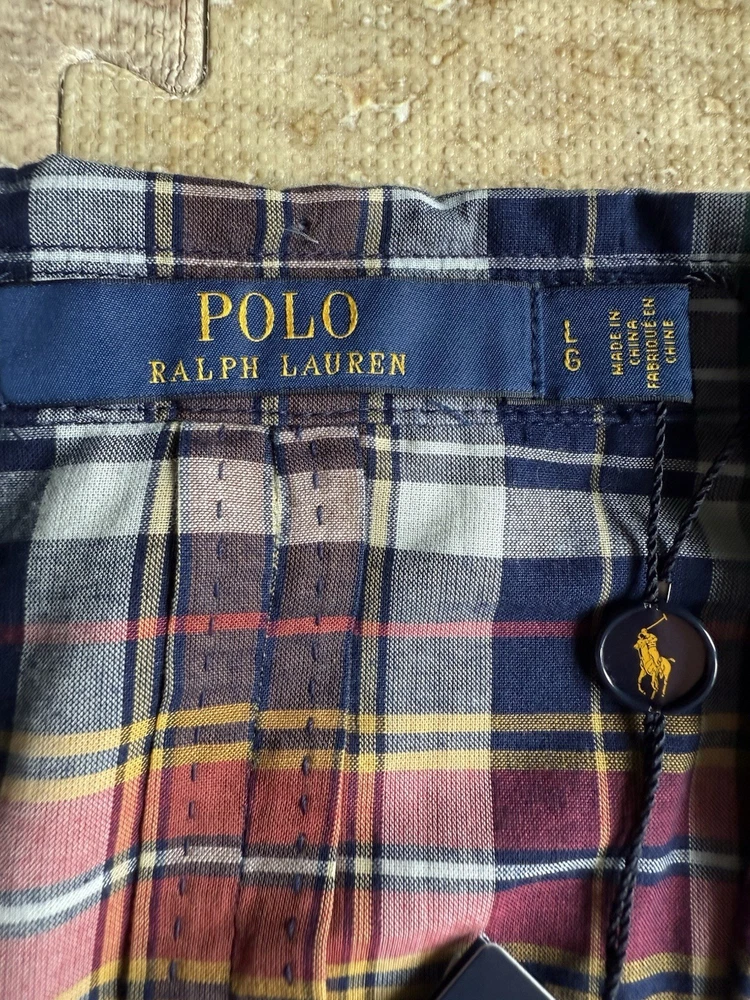 POLO
RALPH LAUREN
L
G
MADE IN
CHINA
FABRIQUÉ EN
CHINE